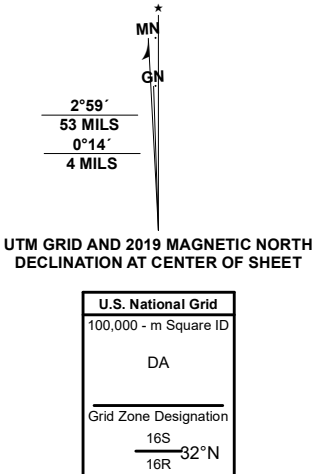 ★
MN
GN
2°59´
53 MILS
0°14´
4 MILS
UTM GRID AND 2019 MAGNETIC NORTH
DECLINATION AT CENTER OF SHEET
U.S. National Grid
100,000 - m Square ID
DA
Grid Zone Designation
16S
32°N
16R